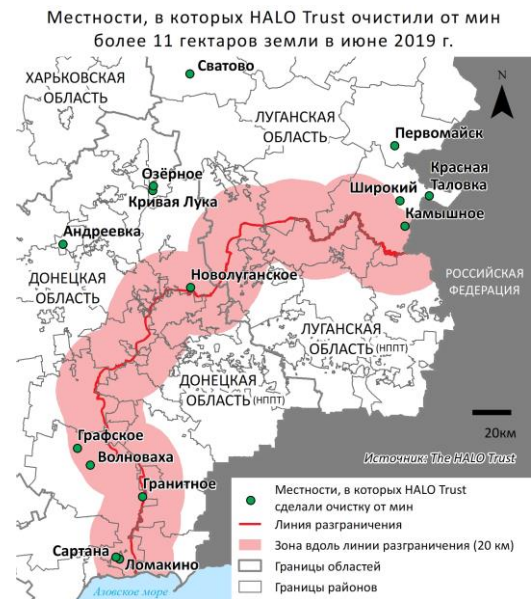 Местности, в которых HALO Trust очистили от мин
более 11 гектаров земли в июне 2019 г.
ХАРЬКОВСКАЯ
ОБЛАСТЬ
Сватово
N
ЛУГАНСКАЯ
ОБЛАСТЬ
Первомайск
Озёрное
Кривая Лука
Широкий
Красная
Таловка
Камышное
Андреевка
ДОНЕЦКАЯ
ОБЛАСТЬ
Новолуганское
РОССИЙСКАЯ
ФЕДЕРАЦИЯ
ЛУГАНСКАЯ
ОБЛАСТЬ (НППТ)
ДОНЕЦКАЯ
ОБЛАСТЬ (НППТ)
20км
Графское
Волноваха
Источник: The HALO Trust
Гранитное
Сартана
Ломакино
Азовское море
Местности, в которых HALO Trust
сделали очистку от мин
Линия разграничения
Зона вдоль линии разграничения (20 км)
Границы областей
Границы районов